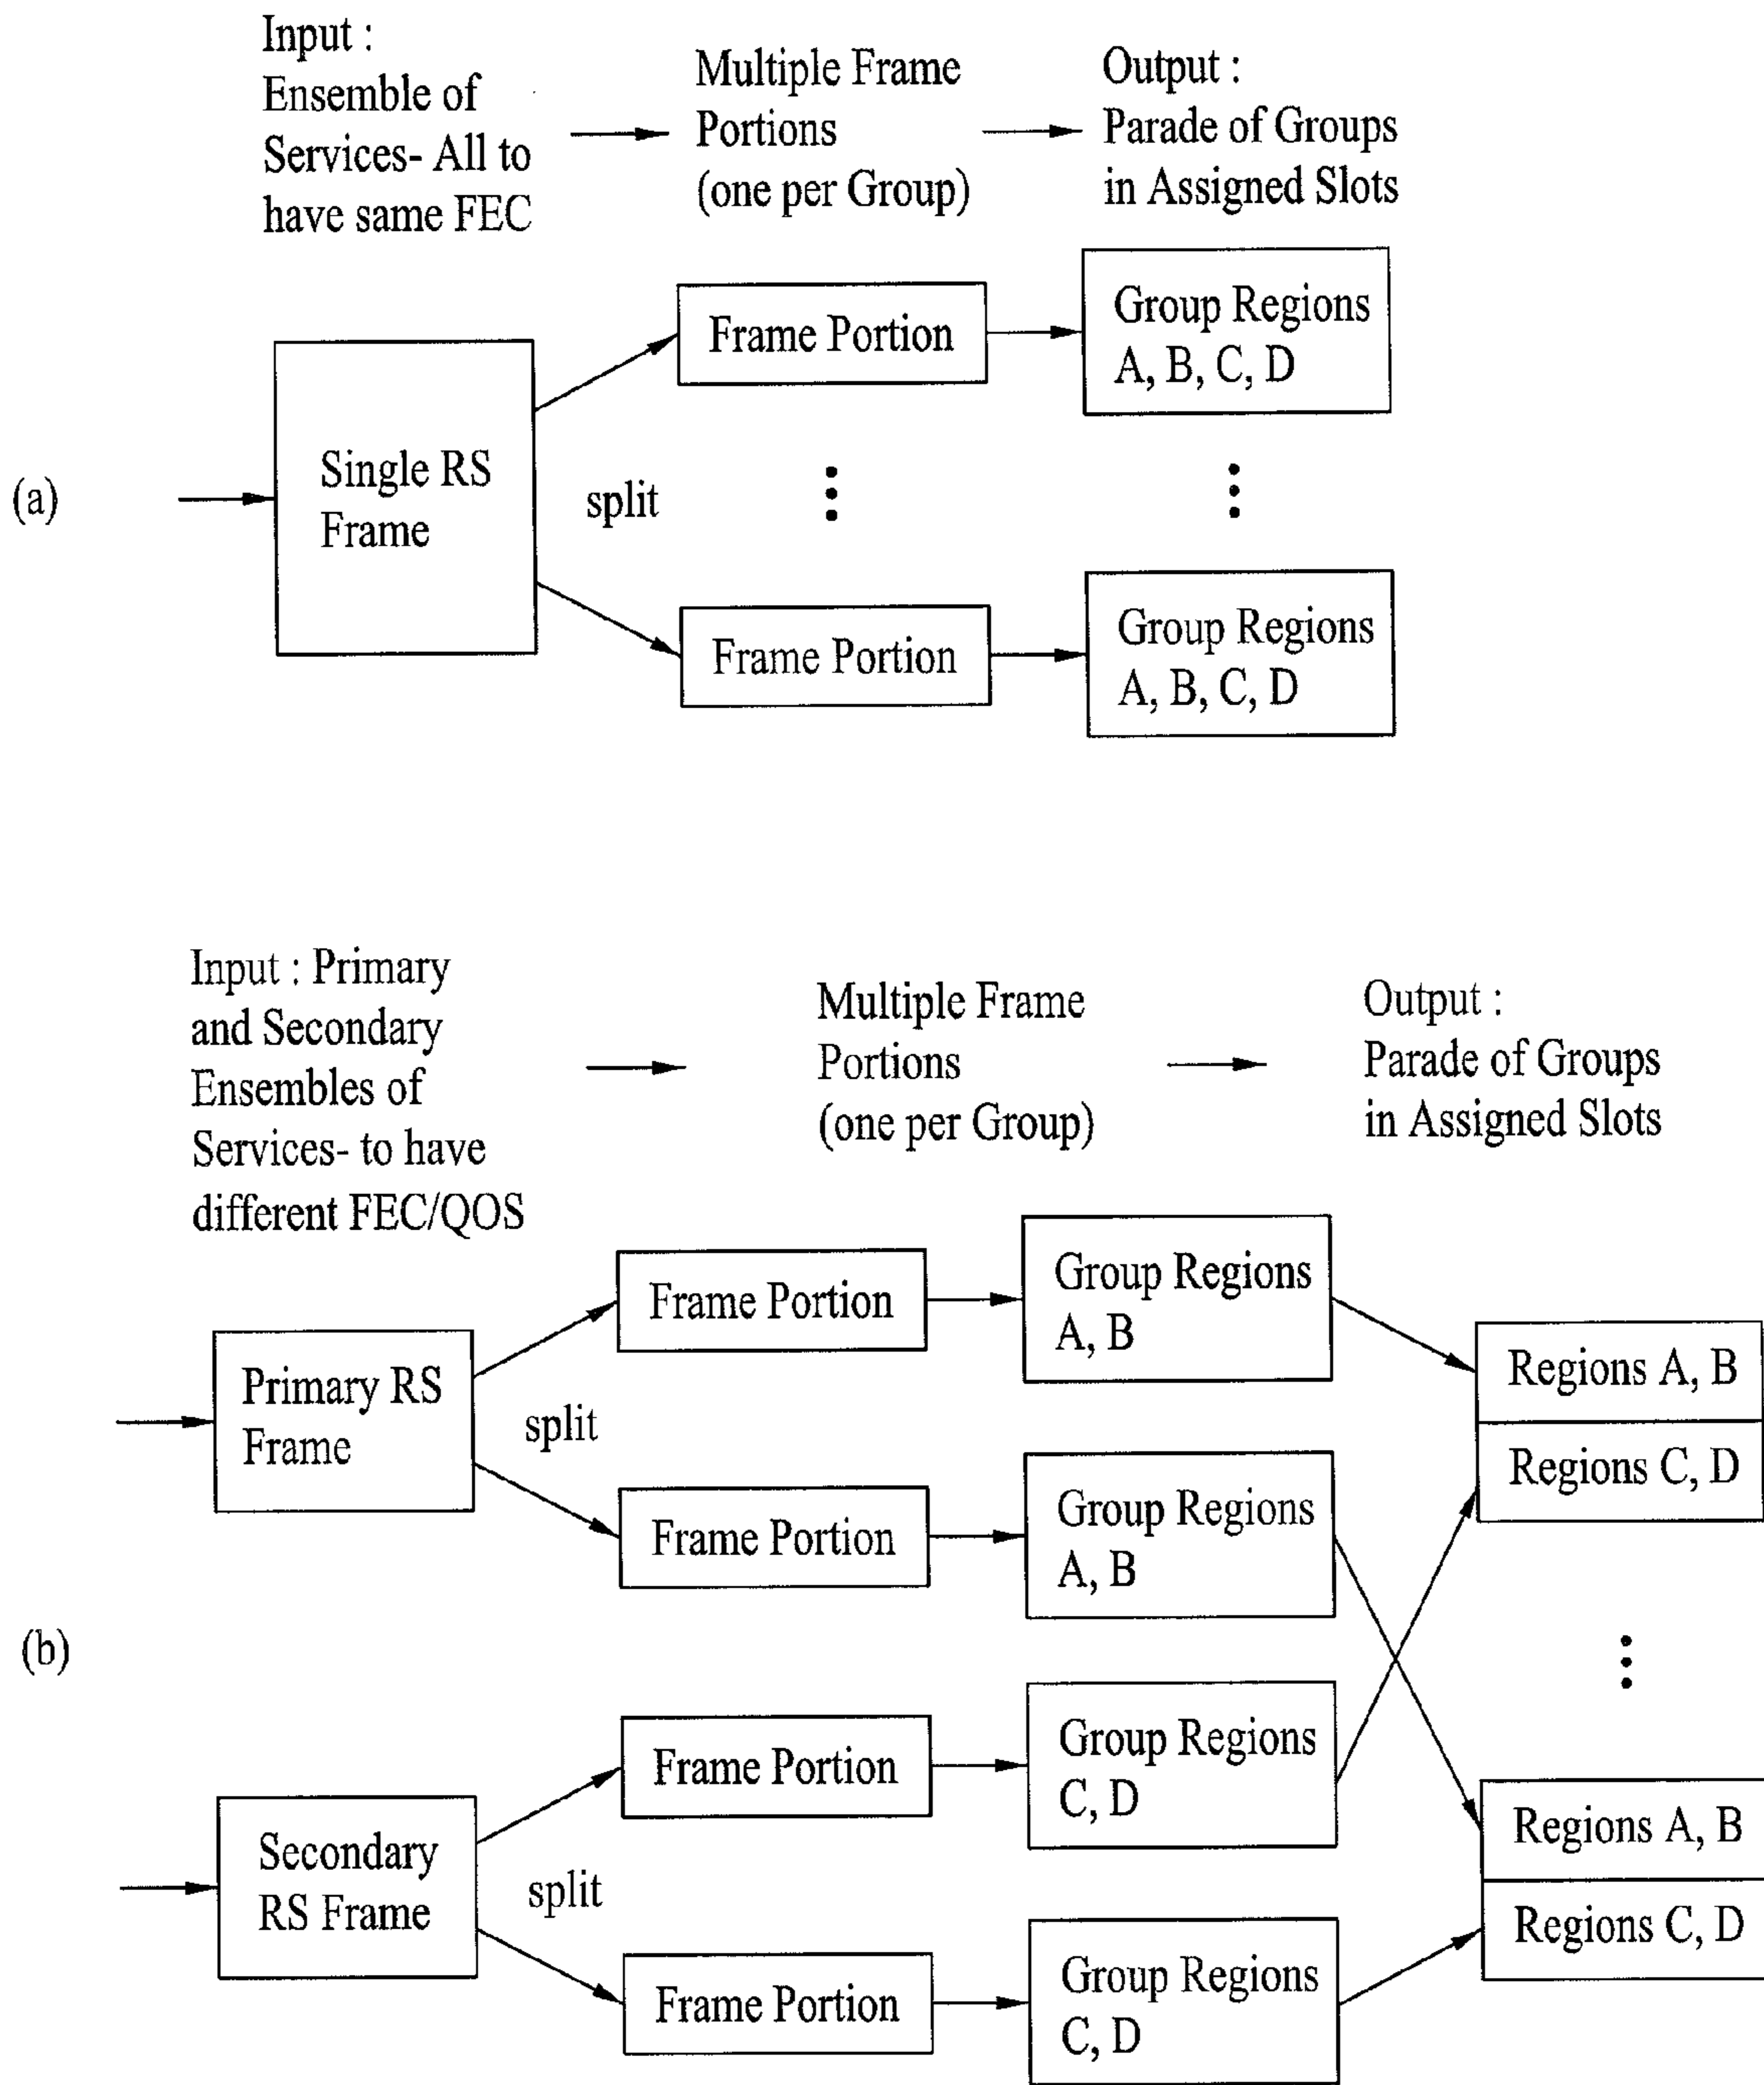 Input :
Ensemble of
Services- All to
have same FEC
Multiple Frame
Portions
(one per Group)
Output :
Parade of Groups
in Assigned Slots
(a)
Single RS
Frame
split
Frame Portion
Group Regions
A, B, C, D
Frame Portion
Group Regions
A, B, C, D
Input : Primary
and Secondary
Ensembles of
Services- to have
different FEC/QOS
Multiple Frame
Portions
(one per Group)
Output :
Parade of Groups
in Assigned Slots
(b)
Primary RS
Frame
split
Frame Portion
Group Regions
A, B
Frame Portion
Group Regions
A, B
Secondary
RS Frame
split
Frame Portion
Group Regions
C, D
Frame Portion
Group Regions
C, D
Regions A, B
Regions C, D
Regions A, B
Regions C, D